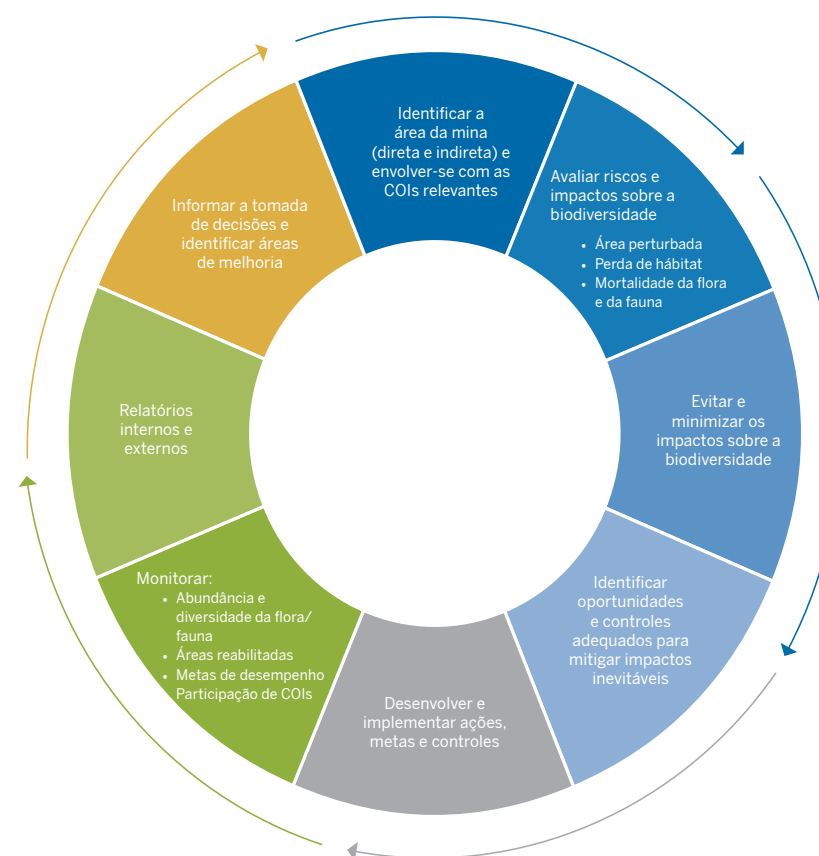 Identificar a
área da mina
(direta e indireta) e
envolver-se com as
COIs relevantes
Avaliar riscos e
impactos sobre a
biodiversidade
• Área perturbada
• Perda de hábitat
• Mortalidade da flora
e da fauna
Evitar e
minimizar os
impactos sobre a
biodiversidade
Identificar
oportunidades
e controles
adequados para
mitigar impactos
inevitáveis
Desenvolver e
implementar ações,
metas e controles
Monitorar:
• Abundância e
diversidade da flora/
fauna
• Áreas reabilitadas
• Metas de desempenho
Participação de COIs
Relatórios
internos e
externos
Informar a tomada
de decisões e
identificar áreas
de melhoria